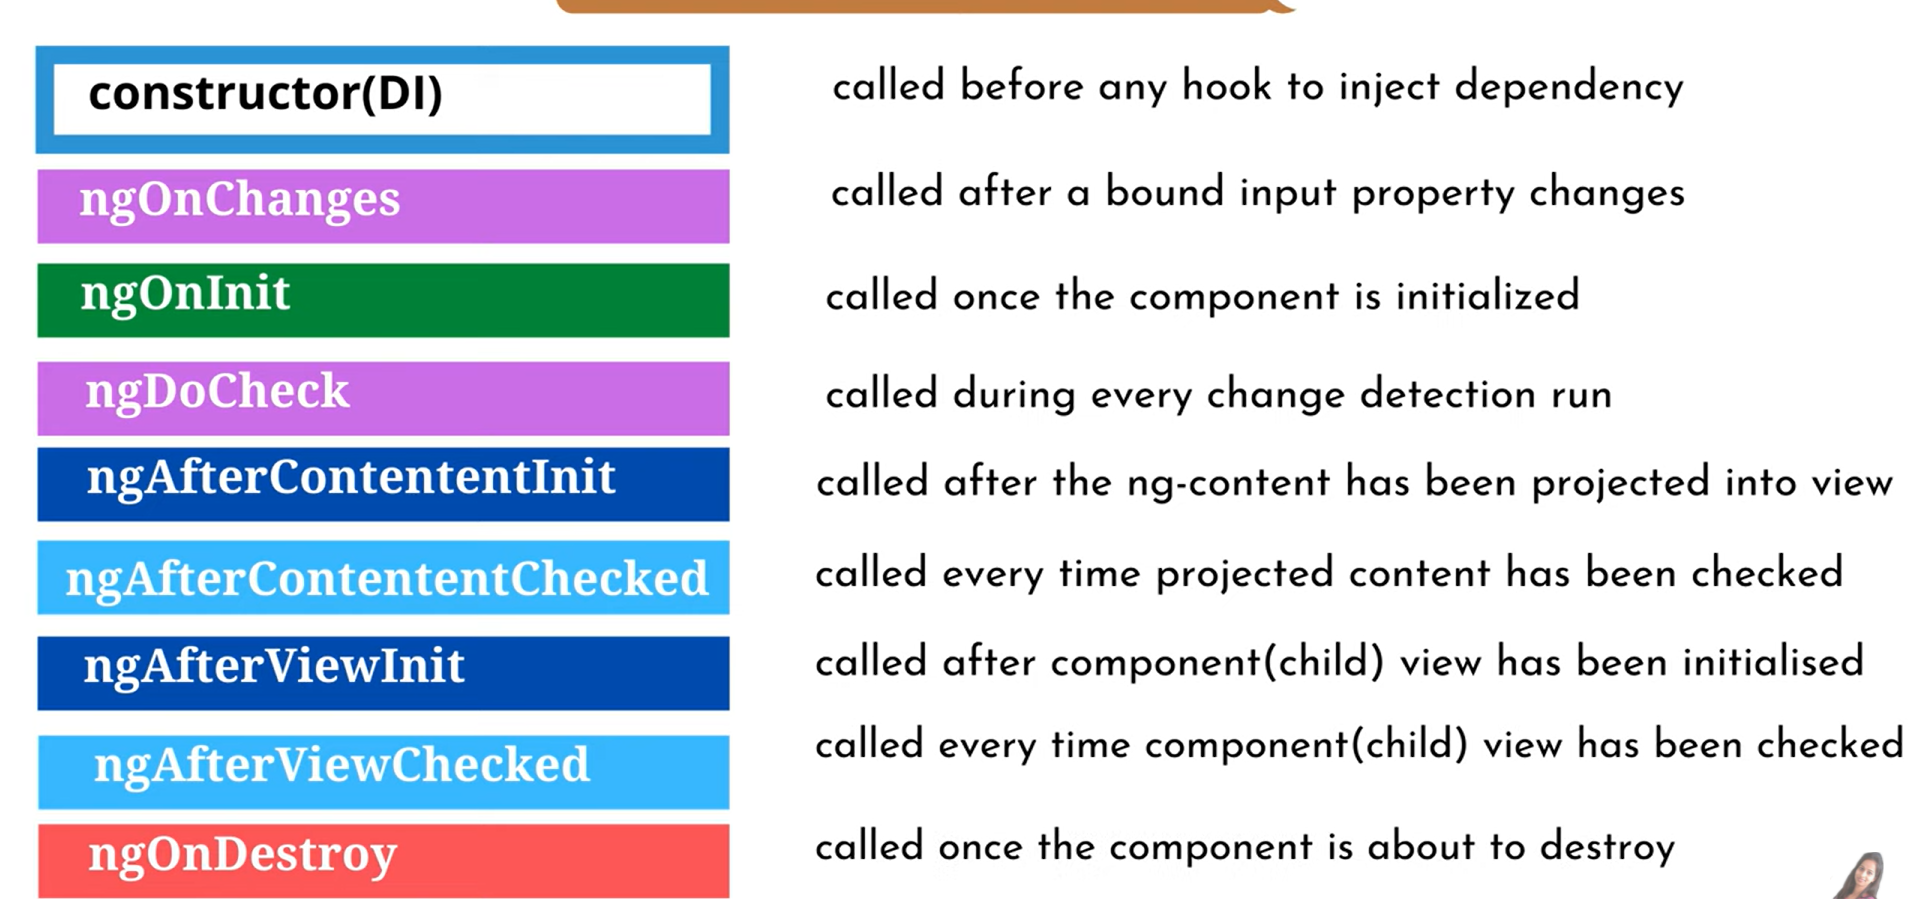 constructor(DI)
called before any hook to inject dependency
ngOnChanges
called after a bound input property changes
ngOnInit
called once the component is initialized
ngDoCheck
called during every change detection run
ngAfterContententInit
called after the ng-content has been projected into view
ngAfterContententChecked
called every time projected content has been checked
ngAfterViewInit
called after component(child) view has been initialised
ngAfterViewChecked
called every time component(child) view has been checked
ngOnDestroy
called once the component is about to destroy